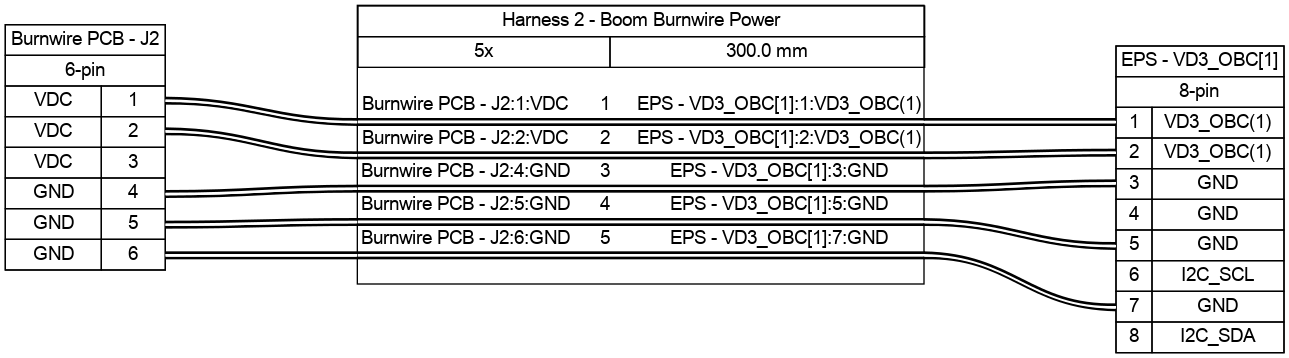 Burnwire PCB - J2
6-pin
VDC 1
VDC 2
VDC 3
GND 4
GND 5
GND 6
Harness 2 - Boom Burnwire Power
5x 300.0 mm
Burnwire PCB - J2:1:VDC 1 EPS - VD3_OBC[1]:1:VD3_OBC(1)
Burnwire PCB - J2:2:VDC 2 EPS - VD3_OBC[1]:2:VD3_OBC(1)
Burnwire PCB - J2:4:GND 3 EPS - VD3_OBC[1]:3:GND
Burnwire PCB - J2:5:GND 4 EPS - VD3_OBC[1]:5:GND
Burnwire PCB - J2:6:GND 5 EPS - VD3_OBC[1]:7:GND
EPS - VD3_OBC[1]
8-pin
1 VD3_OBC(1)
2 VD3_OBC(1)
3 GND
4 GND
5 GND
6 I2C_SCL
7 GND
8 I2C_SDA